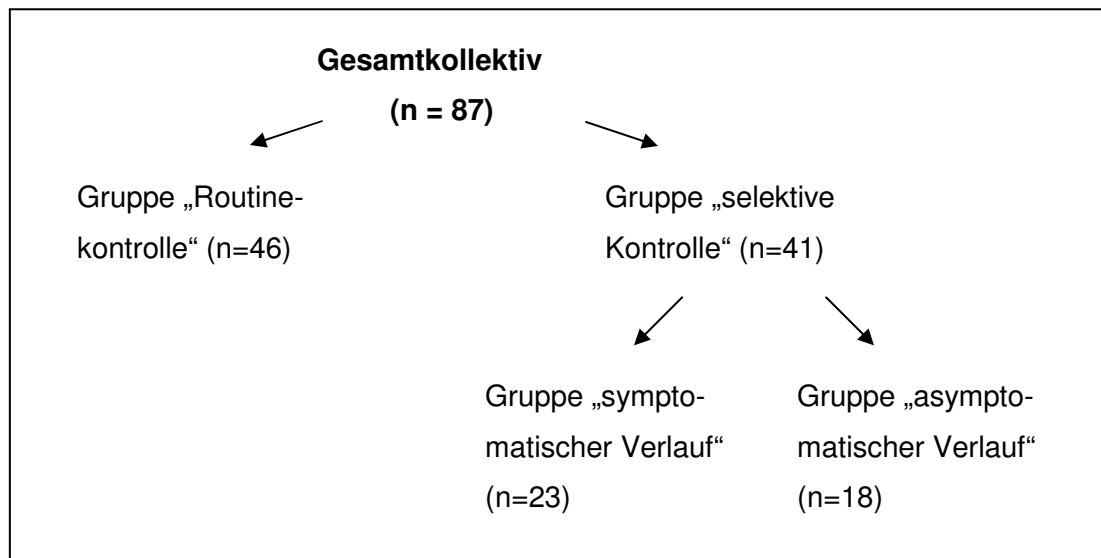 Gesamtkollektiv
(n = 87)
Gruppe „Routine-
kontrolle“ (n=46)
Gruppe „selektive
Kontrolle“ (n=41)
Gruppe „sympto-
matischer Verlauf“
(n=23)
Gruppe „asympto-
matischer Verlauf“
(n=18)